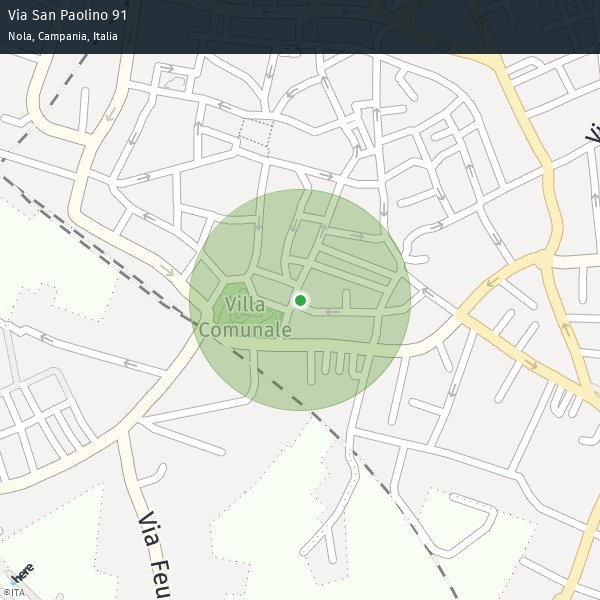 Via San Paolino 91
Nola, Campania, Italia
Villa
Comunale
Via Feu
here
©ITA